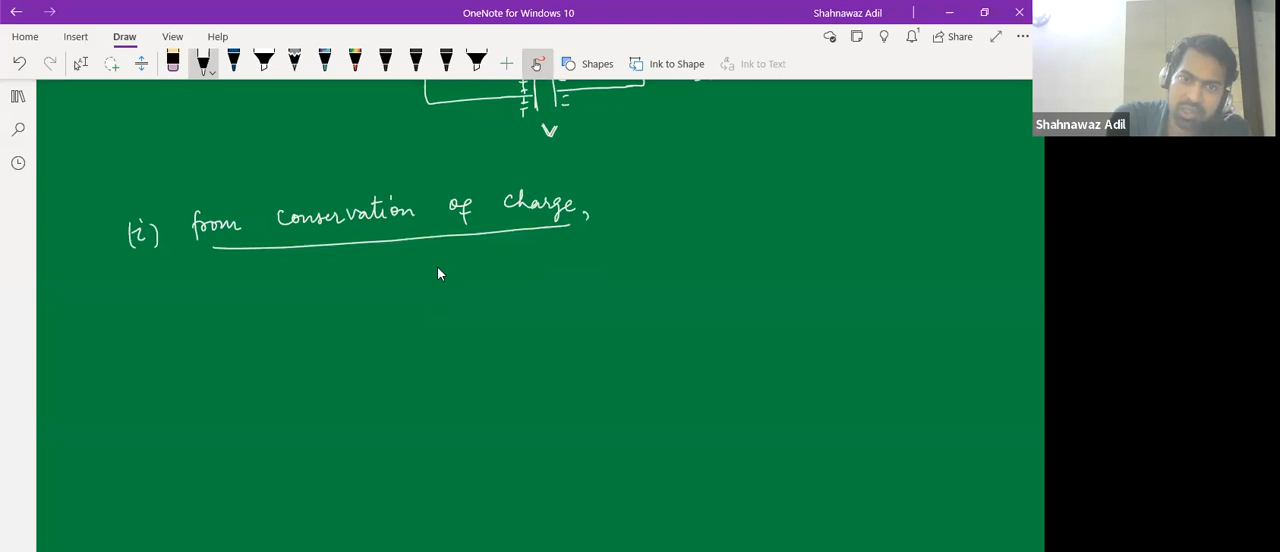 OneNote for Windows 10
Shahnawaz Adil
Home Insert Draw View Help
Share
Shapes Ink to Shape Ink to Text
Shahnawaz Adil
V
(i) from conservation of charge,